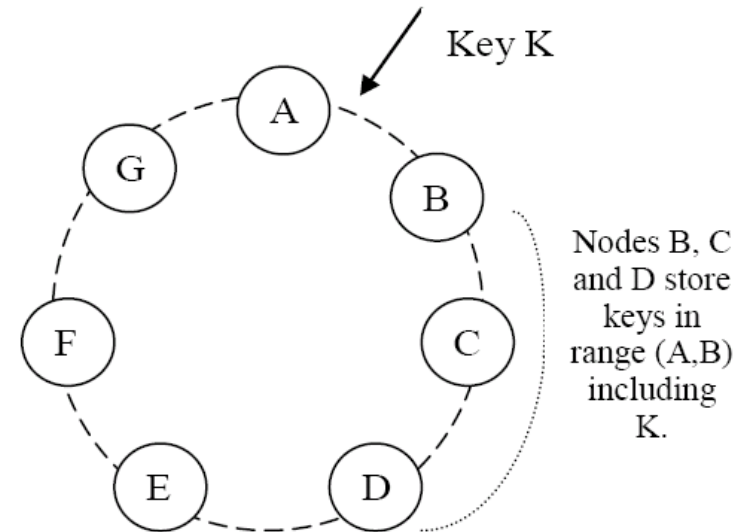 Key K
A
G
B
Nodes B, C
and D store
keys in
range (A,B)
including
K.
F
C
E
D